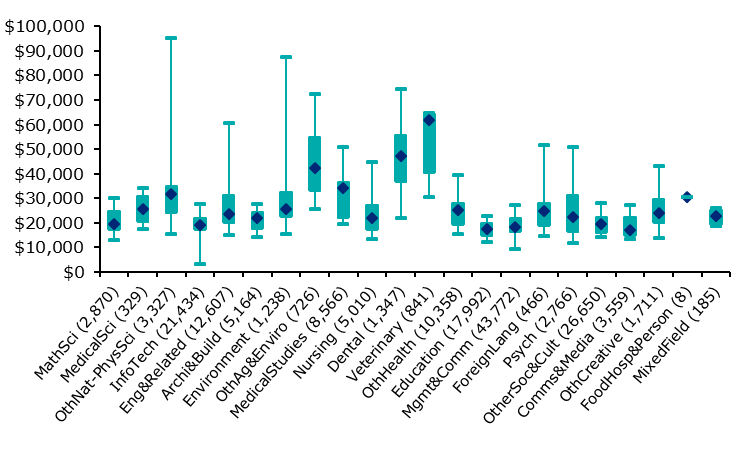 $100,000
$90,000
$80,000
$70,000
$60,000
$50,000
$40,000
$30,000
$20,000
$10,000
$0
MathSci (2,870)
MedicalSci (329)
OthNat-PhysSci (3,327)
InfoTech (21,434)
Eng&Related (12,607)
Archi&Build (5,164)
Environment (1,238)
OthAg&Enviro (726)
MedicalStudies (8,566)
Nursing (5,010)
Dental (1,347)
Veterinary (841)
OthHealth (10,358)
Education (17,992)
Mgmt&Comm (43,772)
ForeignLang (466)
Psych (2,766)
OtherSoc&Cult (26,650)
Comms&Media (3,559)
OthCreative (1,711)
FoodHosp&Person (8)
MixedField (185)